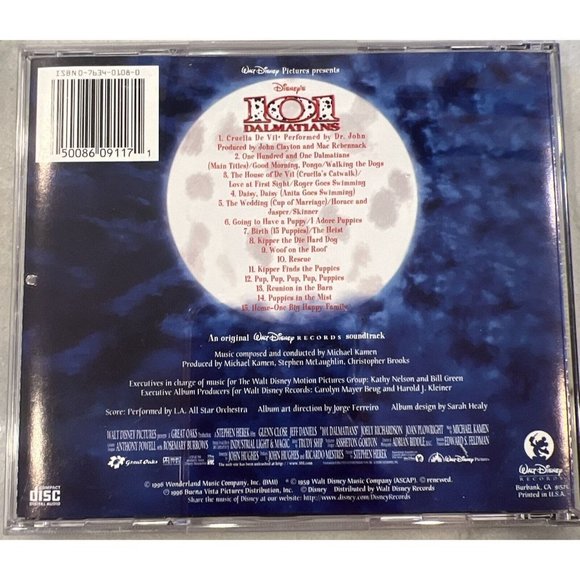 ISBN 0-7634-0108-0
50086 09117 1
Walt Disney Pictures presents
Disney's
101
DALMATIANS
1. Cruella De Vil• Performed by Dr. John
Produced by John Clayton and Mac Rebennack
2. One Hundred and One Dalmatians
(Main Titles)/Good Morning, Pongo/Walking the Dogs
3. The House of De Vil (Cruella's Catwalk)/
Love at First Sight/Roger Goes Swimming
4. Daisy, Daisy (Anita Goes Swimming)
5. The Wedding (Cup of Marriage)/Horace and
Jasper/Skinner
6. Going to Have a Puppy/I Adore Puppies
7. Birth (15 Puppies)/The Heist
8. Kipper the Die Hard Dog
9. Woof on the Roof
10. Rescue
11. Kipper Finds the Puppies
12. Pup, Pup, Pup, Pup, Puppies
13. Reunion in the Barn
14. Puppies in the Mist
15. Home-One Big Happy Family
An original Walt Disney RECORDS soundtrack
Music composed and conducted by Michael Kamen
Produced by Michael Kamen, Stephen McLaughlin, Christopher Brooks
Executives in charge of music for The Walt Disney Motion Pictures Group: Kathy Nelson and Bill Green
Executive Album Producers for Walt Disney Records: Carolyn Mayer Beug and Harold J. Kleiner
Score: Performed by L.A. All Star Orchestra Album art direction by Jorge Ferreiro Album design by Sarah Healy
WALT DISNEY PICTURES GREAT OAKS STEPHEN HEREK GLENN CLOSE JEFF DANIELS "101 DALMATIANS" JOELY RICHARDSON JOAN PLOWRIGHT MICHAEL KAMEN
ANTHONY POWELL ROSEMARY BURROWS INDUSTRIAL LIGHT & MAGIC TRUDY SHIP ASSHETON GORTON ADRIAN BIDDLE EDWARD S. FELDMAN
JOHN HUGHES JOHN HUGHES AND RICARDO MESTRES STEPHEN HEREK
Great Oaks
Walt Disney Pictures
COMPACT
DISC
DIGITAL AUDIO
© 1996 Wonderland Music Company, Inc. (BMI) • © 1959 Walt Disney Music Company (ASCAP). © renewed.
© 1996 Buena Vista Pictures Distribution, Inc. © Disney
Share the music of Disney at our website: http://www.disney.com/DisneyRecords
Walt Disney
RECORDS
Burbank, CA
Printed in U.S.A.